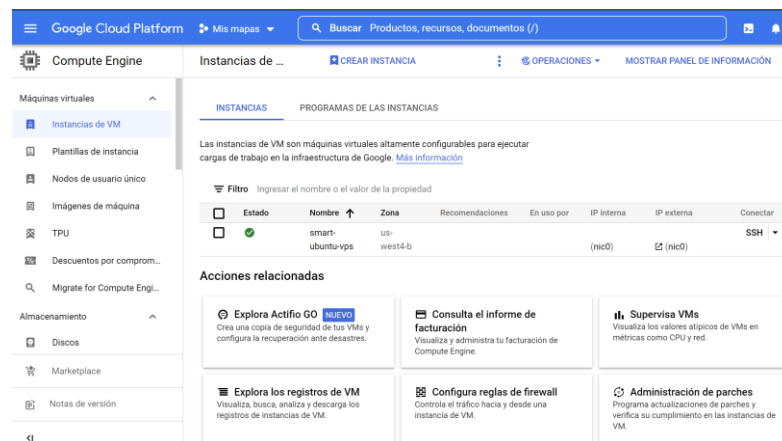 Google Cloud Platform
Mis mapas
Buscar Productos, recursos, documentos (/)
Compute Engine
Instancias de ...
CREAR INSTANCIA
OPERACIONES
MOSTRAR PANEL DE INFORMACIÓN
Máquinas virtuales
Instancias de VM
Plantillas de instancia
Nodos de usuario único
Imágenes de máquina
TPU
Descuentos por comprom...
Migrate for Compute Engi...
Almacenamiento
Discos
Marketplace
Notas de versión
INSTANCIAS
PROGRAMAS DE LAS INSTANCIAS
Las instancias de VM son máquinas virtuales altamente configurables para ejecutar
cargas de trabajo en la infraestructura de Google. Más información
Filtro Ingresar el nombre o el valor de la propiedad
Estado Nombre Zona Recomendaciones En uso por IP interna IP externa Conectar
smart- us- SSH
ubuntu-vps west4-b (nic0) (nic0)
Acciones relacionadas
Explora Actifio GO NUEVO
Crea una copia de seguridad de tus VMs y
configura la recuperación ante desastres.
Consulta el informe de
facturación
Visualiza y administra tu facturación de
Compute Engine.
Supervisa VMs
Visualiza los valores atípicos de VMs en
métricas como CPU y red.
Explora los registros de VM
Visualiza, busca, analiza y descarga los
registros de instancias de VM.
Configura reglas de firewall
Controla el tráfico hacia y desde una
instancia de VM.
Administración de parches
Programa actualizaciones de parches y
verifica su cumplimiento en las instancias de
VM.